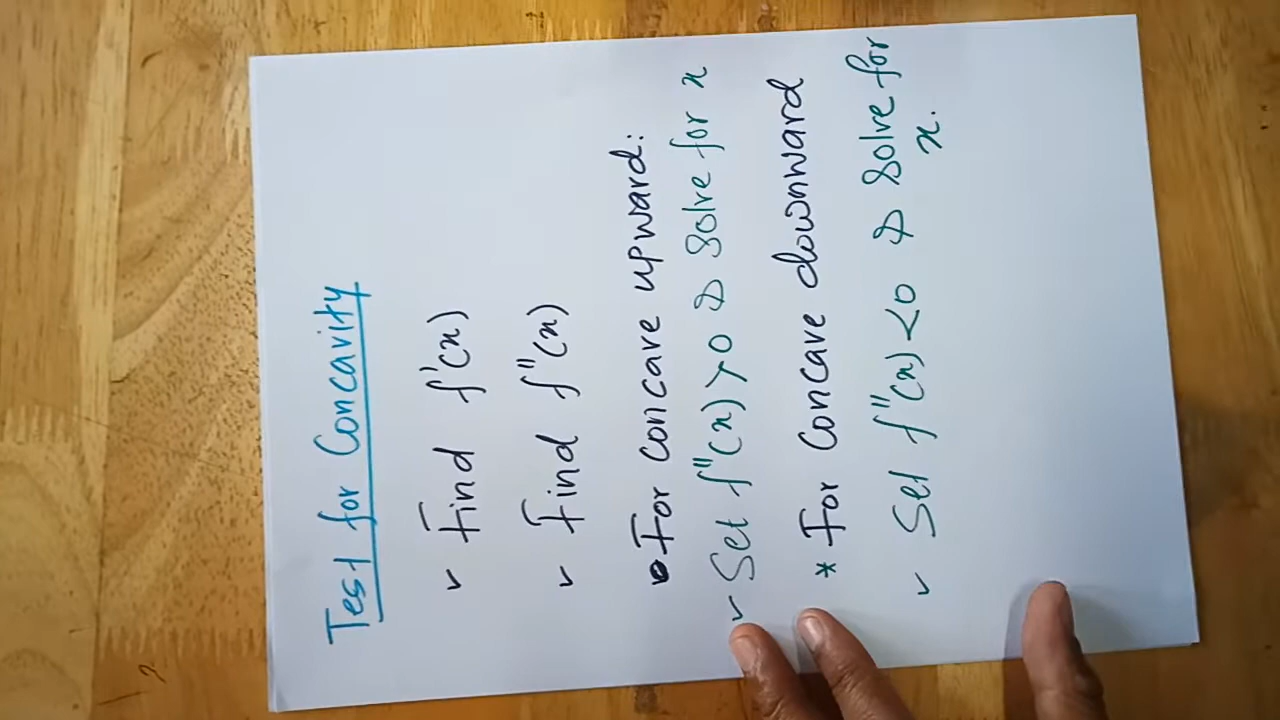 Test for Concavity
✓ Find f'(x)
✓ Find f"(x)
• For concave upward:
✓ Set f"(x) > 0 & Solve for x
* For Concave downward
✓ Set f"(x) < 0 & Solve for
x.